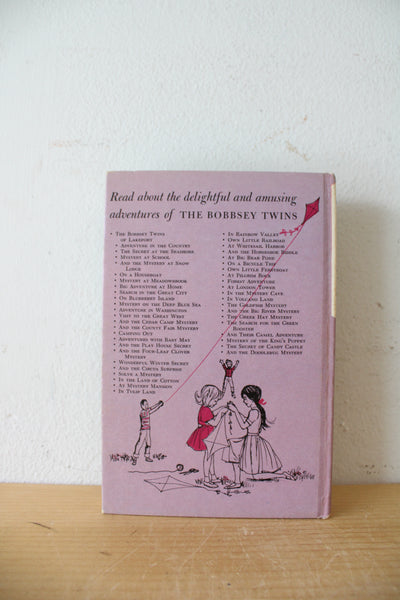 Read about the delightful and amusing
adventures of THE BOBBSEY TWINS
• THE BOBBSEY TWINS
OF LAKEPORT
• ADVENTURE IN THE COUNTRY
• THE SECRET AT THE SEASHORE
• MYSTERY AT SCHOOL
• AND THE MYSTERY AT SNOW
LODGE
• ON A HOUSEBOAT
• MYSTERY AT MEADOWBROOK
• BIG ADVENTURE AT HOME
• SEARCH IN THE GREAT CITY
• ON BLUEBERRY ISLAND
• MYSTERY ON THE DEEP BLUE SEA
• ADVENTURE IN WASHINGTON
• VISIT TO THE GREAT WEST
• AND THE CEDAR CAMP MYSTERY
• AND THE COUNTY FAIR MYSTERY
• CAMPING OUT
• ADVENTURES WITH BABY MAY
• AND THE PLAY HOUSE SECRET
• AND THE FOUR-LEAF CLOVER
MYSTERY
• WONDERFUL WINTER SECRET
• AND THE CIRCUS SURPRISE
• SOLVE A MYSTERY
• IN THE LAND OF COTTON
• AT MYSTERY MANSION
• IN TULIP LAND
• IN RAINBOW VALLEY
• OWN LITTLE RAILROAD
• AT WHITESAIL HARBOR
• AND THE HORSESHOE RIDDLE
• AT BIG BEAR POND
• ON A BICYCLE TRIP
• OWN LITTLE FERRYBOAT
• AT PILGRIM ROCK
• FOREST ADVENTURE
• AT LONDON TOWER
• IN THE MYSTERY CAVE
• IN VOLCANO LAND
• THE GOLDFISH MYSTERY
• AND THE BIG RIVER MYSTERY
• THE GREEK HAT MYSTERY
• THE SEARCH FOR THE GREEN
ROOSTER
• AND THEIR CAMEL ADVENTURE
• MYSTERY OF THE KING'S PUPPET
• THE SECRET OF CANDY CASTLE
• AND THE DOODLEBUG MYSTERY